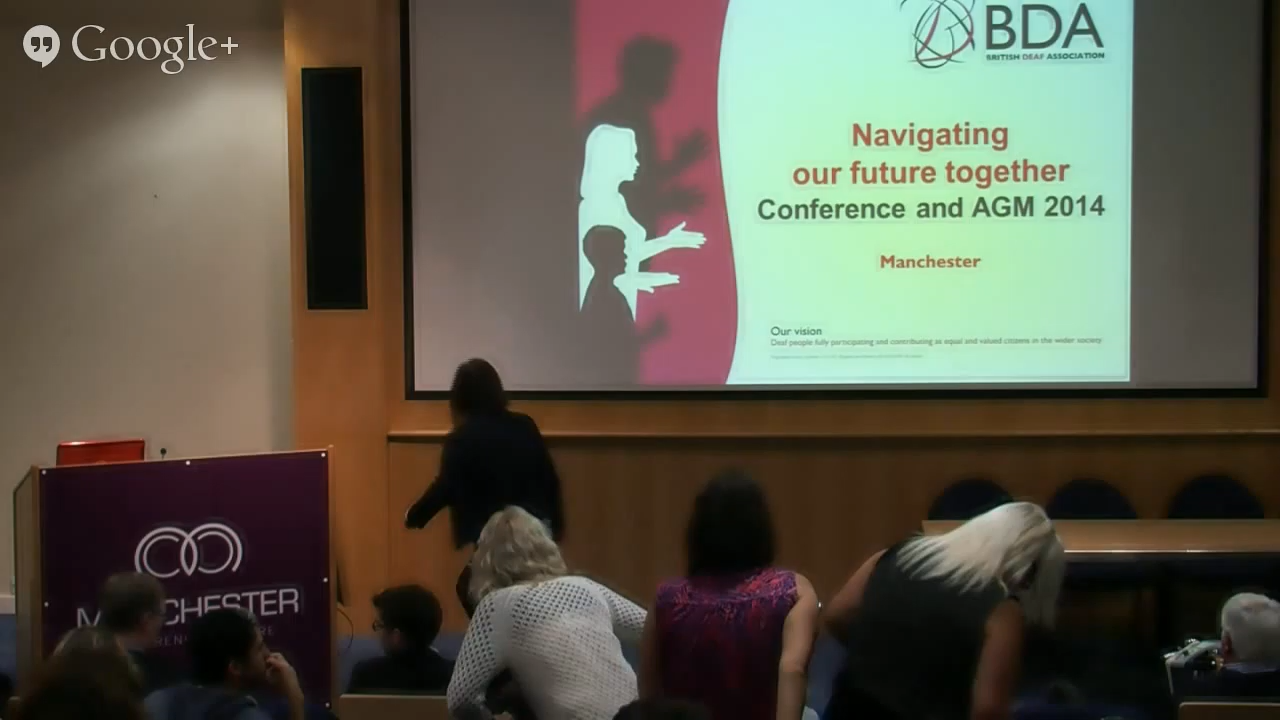 Google+
BDA
BRITISH DEAF ASSOCIATION
Navigating
our future together
Conference and AGM 2014
Manchester
Our vision
Deaf people fully participating and contributing as equal and valued citizens in the wider society
CHESTER